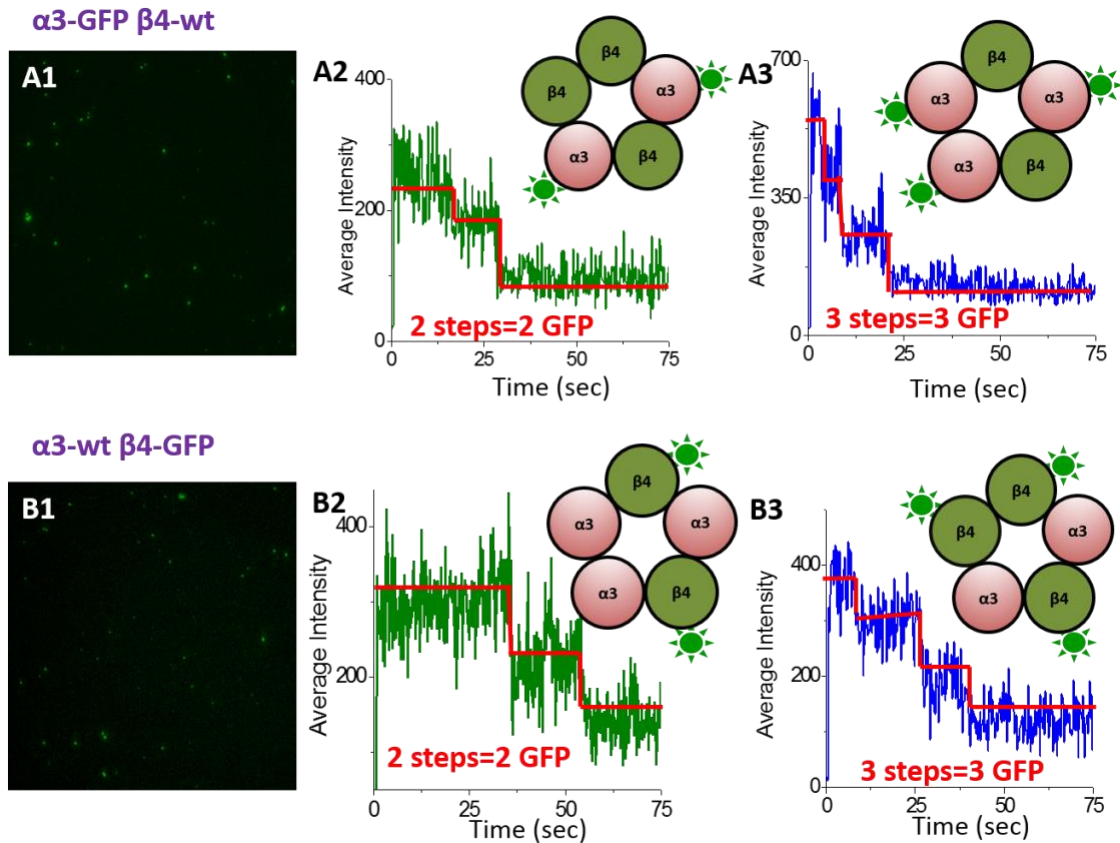 α3-GFP β4-wt
A1
A2
400
200
0
Average Intensity
0 25 50 75
Time (sec)
2 steps=2 GFP
β4
β4
α3
α3
β4
A3
700
350
0
Average Intensity
0 25 50 75
Time (sec)
3 steps=3 GFP
β4
α3
α3
α3
β4
α3-wt β4-GFP
B1
B2
400
200
Average Intensity
0 25 50 75
Time (sec)
2 steps=2 GFP
β4
α3
α3
α3
β4
B3
400
200
0
Average Intensity
0 25 50 75
Time (sec)
3 steps=3 GFP
β4
β4
α3
α3
β4